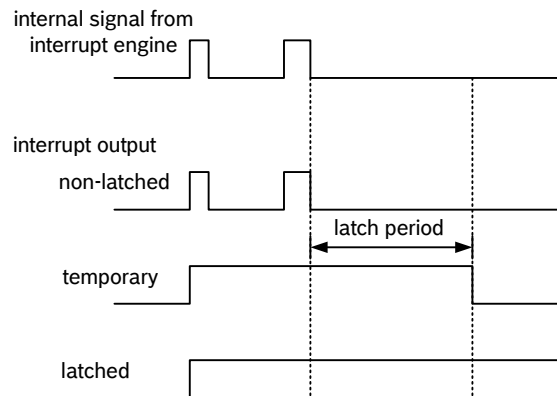 internal signal from
interrupt engine
interrupt output
non-latched
latch period
temporary
latched